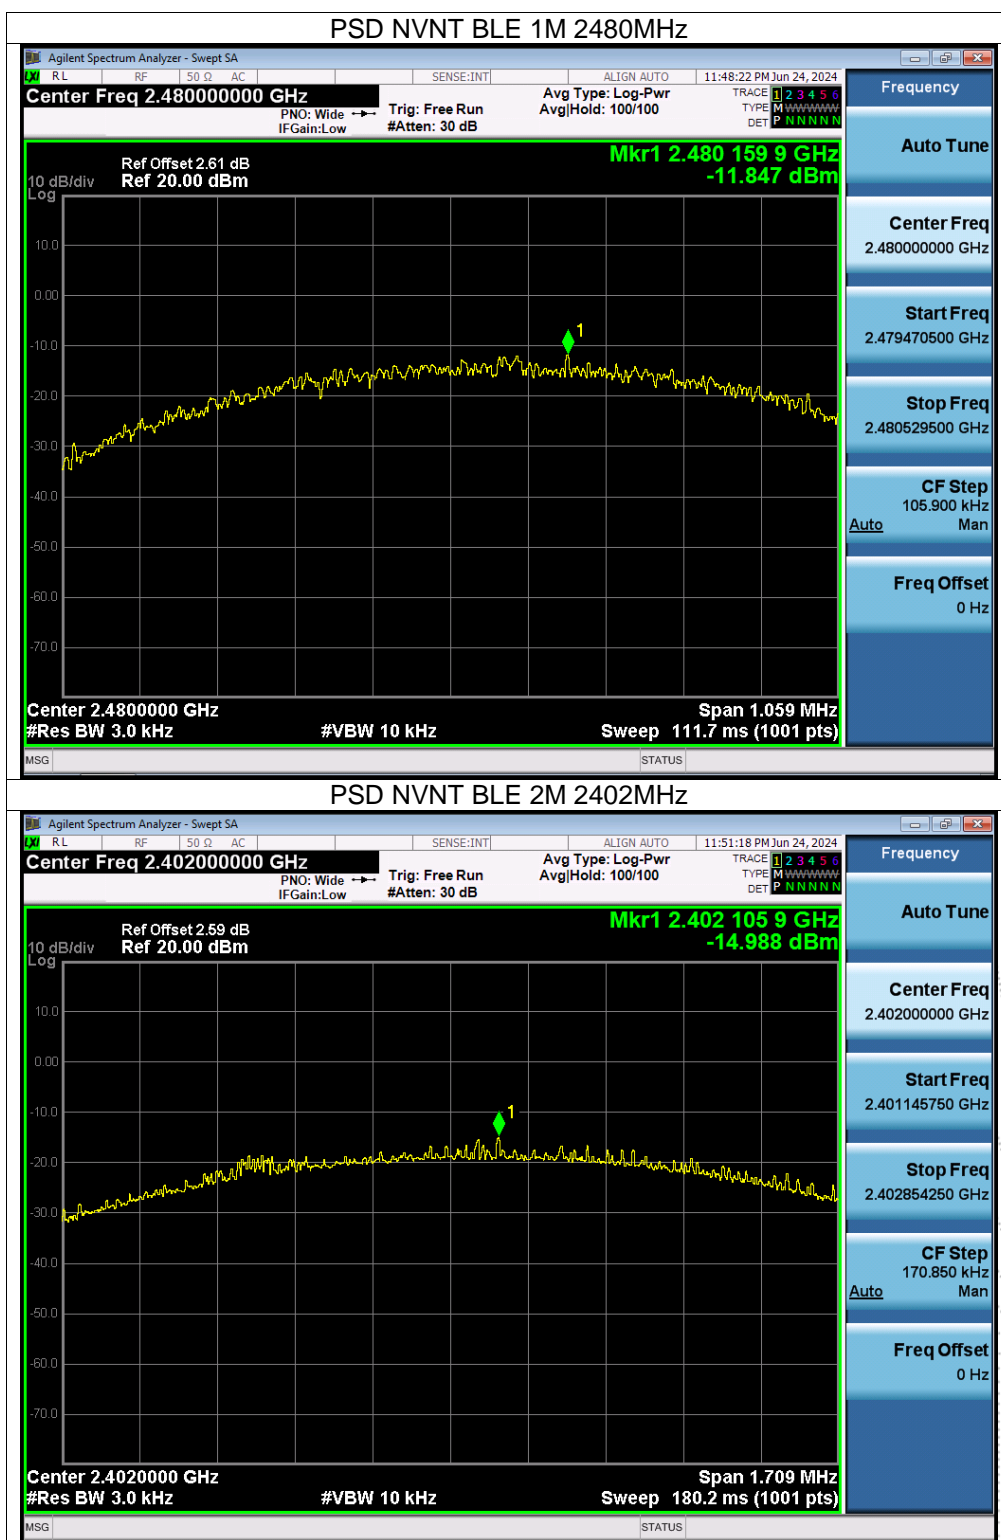 PSD NVNT BLE 1M 2480MHz
Agilent Spectrum Analyzer - Swept SA
LXI RL RF 50 Ω AC SENSE:INT ALIGN AUTO 11:48:22 PM Jun 24, 2024
Center Freq 2.480000000 GHz
PNO: Wide
IFGain:Low
Trig: Free Run
#Atten: 30 dB
Avg Type: Log-Pwr
Avg|Hold: 100/100
TRACE 1 2 3 4 5 6
TYPE M WWWWW
DET P N N N N N
Frequency
Auto Tune
Center Freq
2.480000000 GHz
Start Freq
2.479470500 GHz
Stop Freq
2.480529500 GHz
CF Step
105.900 kHz
Auto Man
Freq Offset
0 Hz
Mkr1 2.480 159 9 GHz
-11.847 dBm
Ref Offset 2.61 dB
10 dB/div Ref 20.00 dBm
Log
10.0
0.00
-10.0
-20.0
-30.0
-40.0
-50.0
-60.0
-70.0
1
Center 2.4800000 GHz Span 1.059 MHz
#Res BW 3.0 kHz #VBW 10 kHz Sweep 111.7 ms (1001 pts)
MSG STATUS
PSD NVNT BLE 2M 2402MHz
Agilent Spectrum Analyzer - Swept SA
LXI RL RF 50 Ω AC SENSE:INT ALIGN AUTO 11:51:18 PM Jun 24, 2024
Center Freq 2.402000000 GHz
PNO: Wide
IFGain:Low
Trig: Free Run
#Atten: 30 dB
Avg Type: Log-Pwr
Avg|Hold: 100/100
TRACE 1 2 3 4 5 6
TYPE M WWWWW
DET P N N N N N
Frequency
Auto Tune
Center Freq
2.402000000 GHz
Start Freq
2.401145750 GHz
Stop Freq
2.402854250 GHz
CF Step
170.850 kHz
Auto Man
Freq Offset
0 Hz
Mkr1 2.402 105 9 GHz
-14.988 dBm
Ref Offset 2.59 dB
10 dB/div Ref 20.00 dBm
Log
10.0
0.00
-10.0
-20.0
-30.0
-40.0
-50.0
-60.0
-70.0
1
Center 2.4020000 GHz Span 1.709 MHz
#Res BW 3.0 kHz #VBW 10 kHz Sweep 180.2 ms (1001 pts)
MSG STATUS